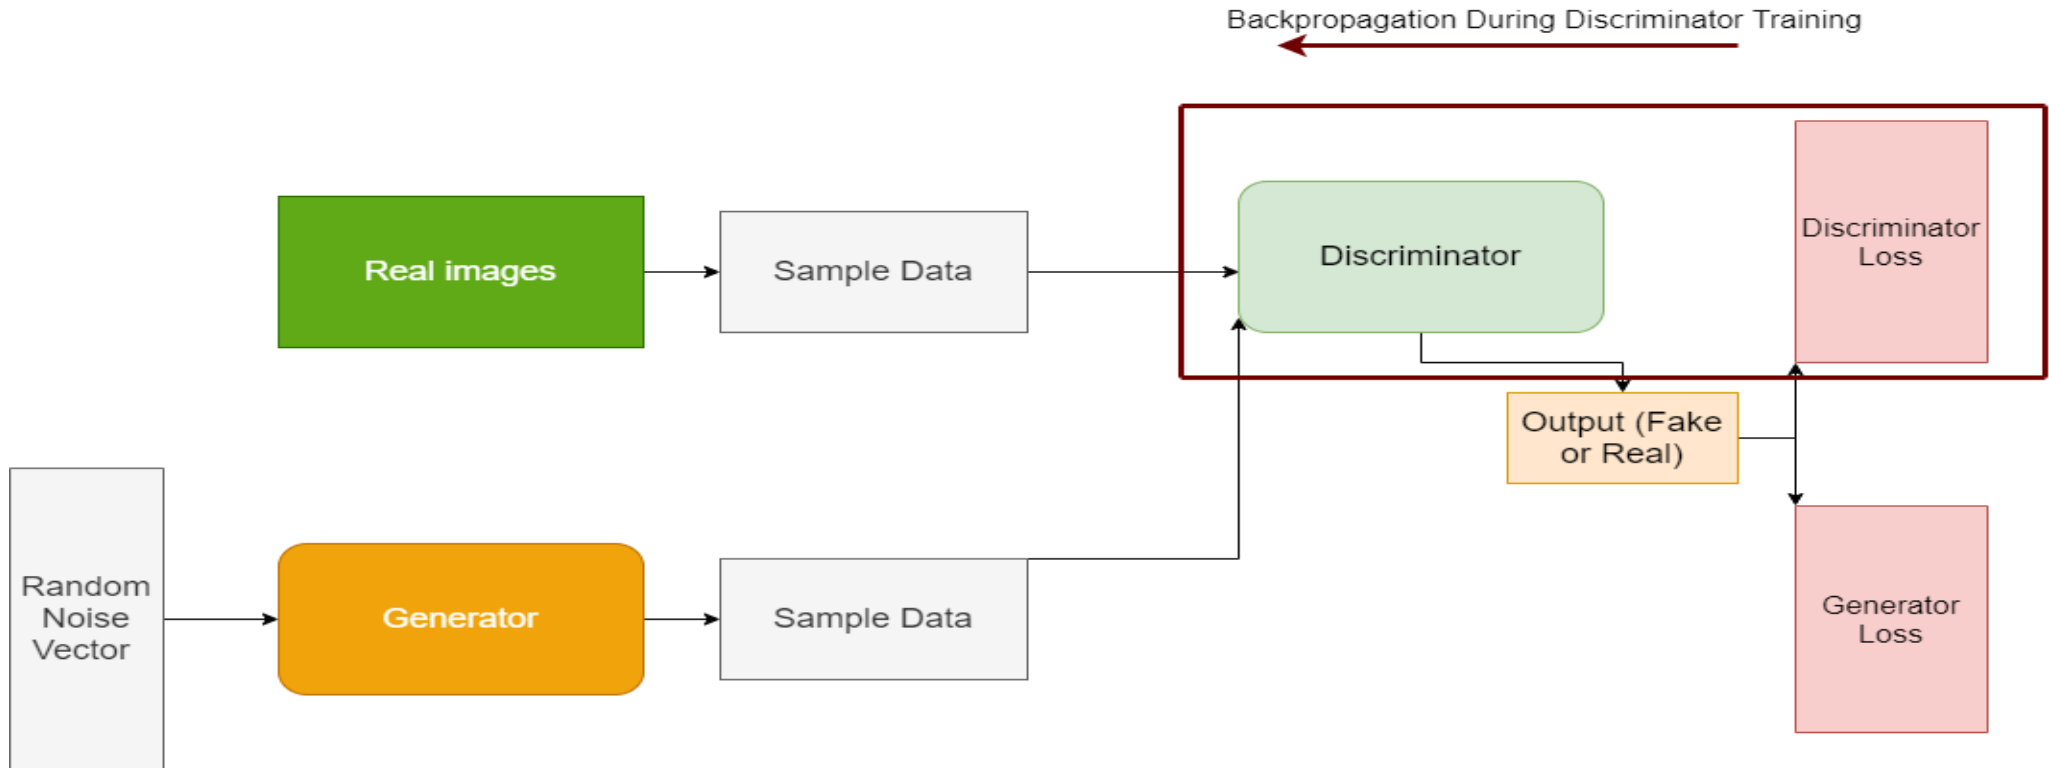 Backpropagation During Discriminator Training
Real images
Sample Data
Discriminator
Discriminator
Loss
Output (Fake
or Real)
Random
Noise
Vector
Generator
Sample Data
Generator
Loss